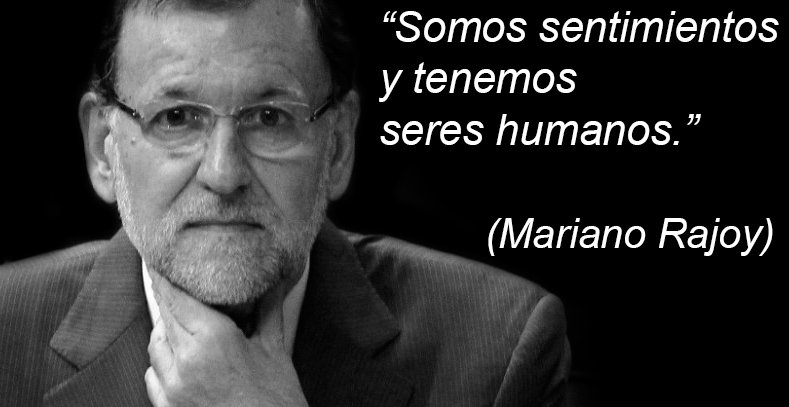 “Somos sentimientos
y tenemos
seres humanos.”
(Mariano Rajoy)